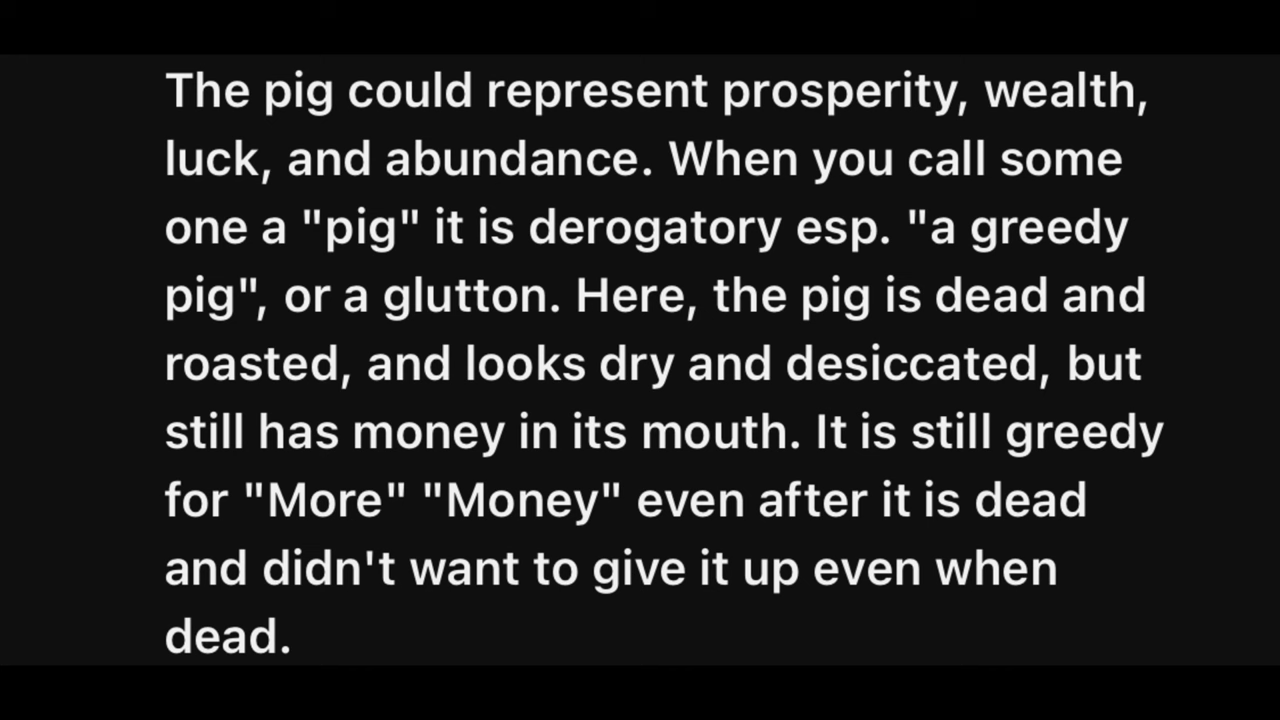 The pig could represent prosperity, wealth,
luck, and abundance. When you call some
one a "pig" it is derogatory esp. "a greedy
pig", or a glutton. Here, the pig is dead and
roasted, and looks dry and desiccated, but
still has money in its mouth. It is still greedy
for "More" "Money" even after it is dead
and didn't want to give it up even when
dead.